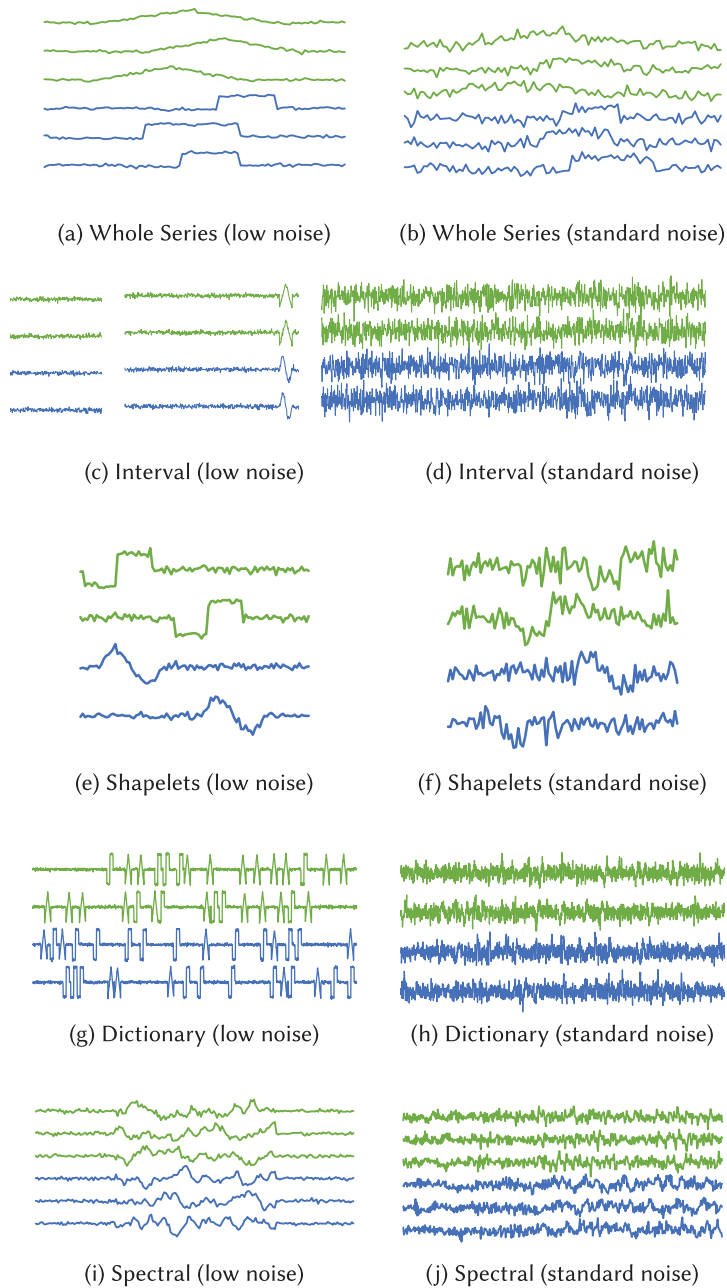 (a) Whole Series (low noise)
(b) Whole Series (standard noise)
(c) Interval (low noise)
(d) Interval (standard noise)
(e) Shapelets (low noise)
(f) Shapelets (standard noise)
(g) Dictionary (low noise)
(h) Dictionary (standard noise)
(i) Spectral (low noise)
(j) Spectral (standard noise)